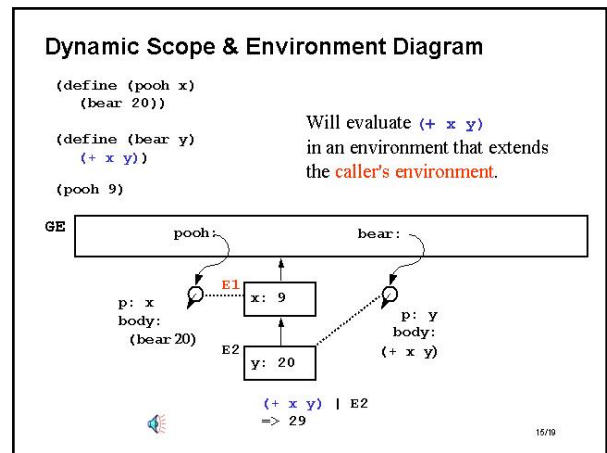 Dynamic Scope & Environment Diagram
(define (pooh x)
(bear 20))
(define (bear y)
(+ x y))
(pooh 9)
Will evaluate (+ x y)
in an environment that extends
the caller's environment.
GE
pooh:
bear:
p: x
body:
(bear 20)
E1
x: 9
E2
y: 20
p: y
body:
(+ x y)
(+ x y) | E2
=> 29
15/19